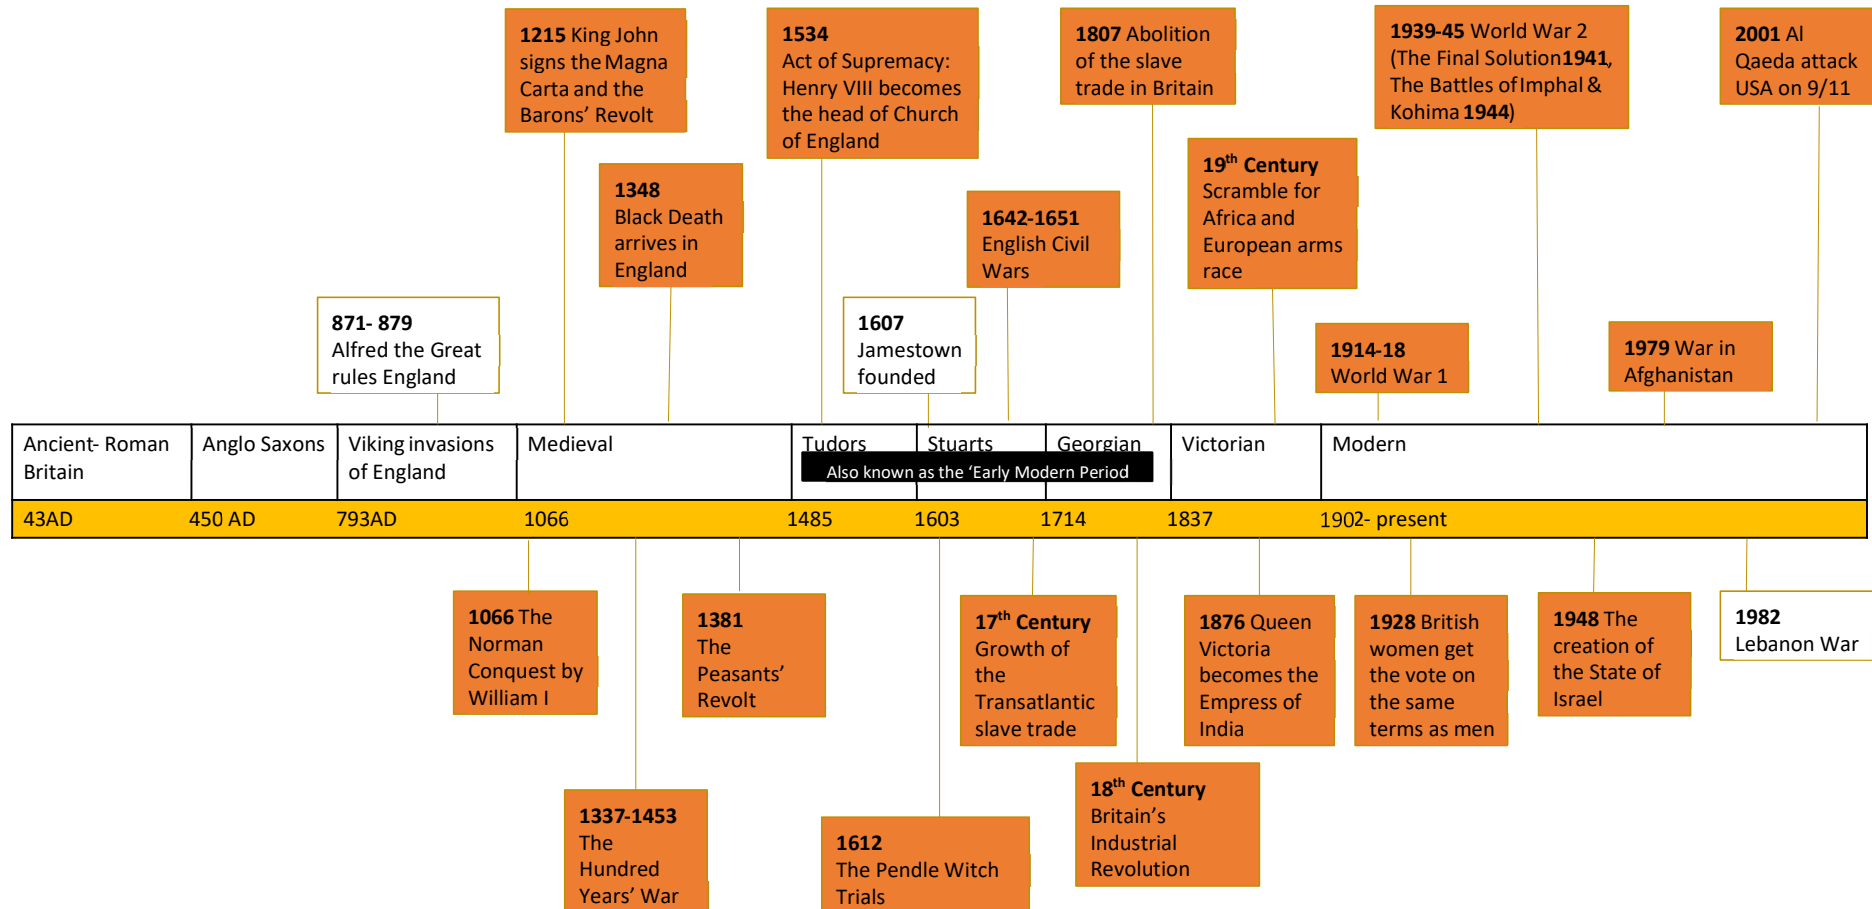 1215 King John
signs the Magna
Carta and the
Barons’ Revolt
1534
Act of Supremacy:
Henry VIII becomes
the head of Church
of England
1807 Abolition
of the slave
trade in Britain
1939-45 World War 2
(The Final Solution 1941,
The Battles of Imphal &
Kohima 1944)
2001 Al
Qaeda attack
USA on 9/11
1348
Black Death
arrives in
England
1642-1651
English Civil
Wars
19th Century
Scramble for
Africa and
European arms
race
871- 879
Alfred the Great
rules England
1607
Jamestown
founded
1914-18
World War 1
1979 War in
Afghanistan
Ancient- Roman
Britain
Anglo Saxons
Viking invasions
of England
Medieval
Tudors
Stuarts
Georgian
Victorian
Modern
Also known as the ‘Early Modern Period
43AD
450 AD
793AD
1066
1485
1603
1714
1837
1902- present
1066 The
Norman
Conquest by
William I
1381
The
Peasants’
Revolt
17th Century
Growth of
the
Transatlantic
slave trade
1876 Queen
Victoria
becomes the
Empress of
India
1928 British
women get
the vote on
the same
terms as men
1948 The
creation of
the State of
Israel
1982
Lebanon War
1337-1453
The
Hundred
Years’ War
1612
The Pendle Witch
Trials
18th Century
Britain’s
Industrial
Revolution